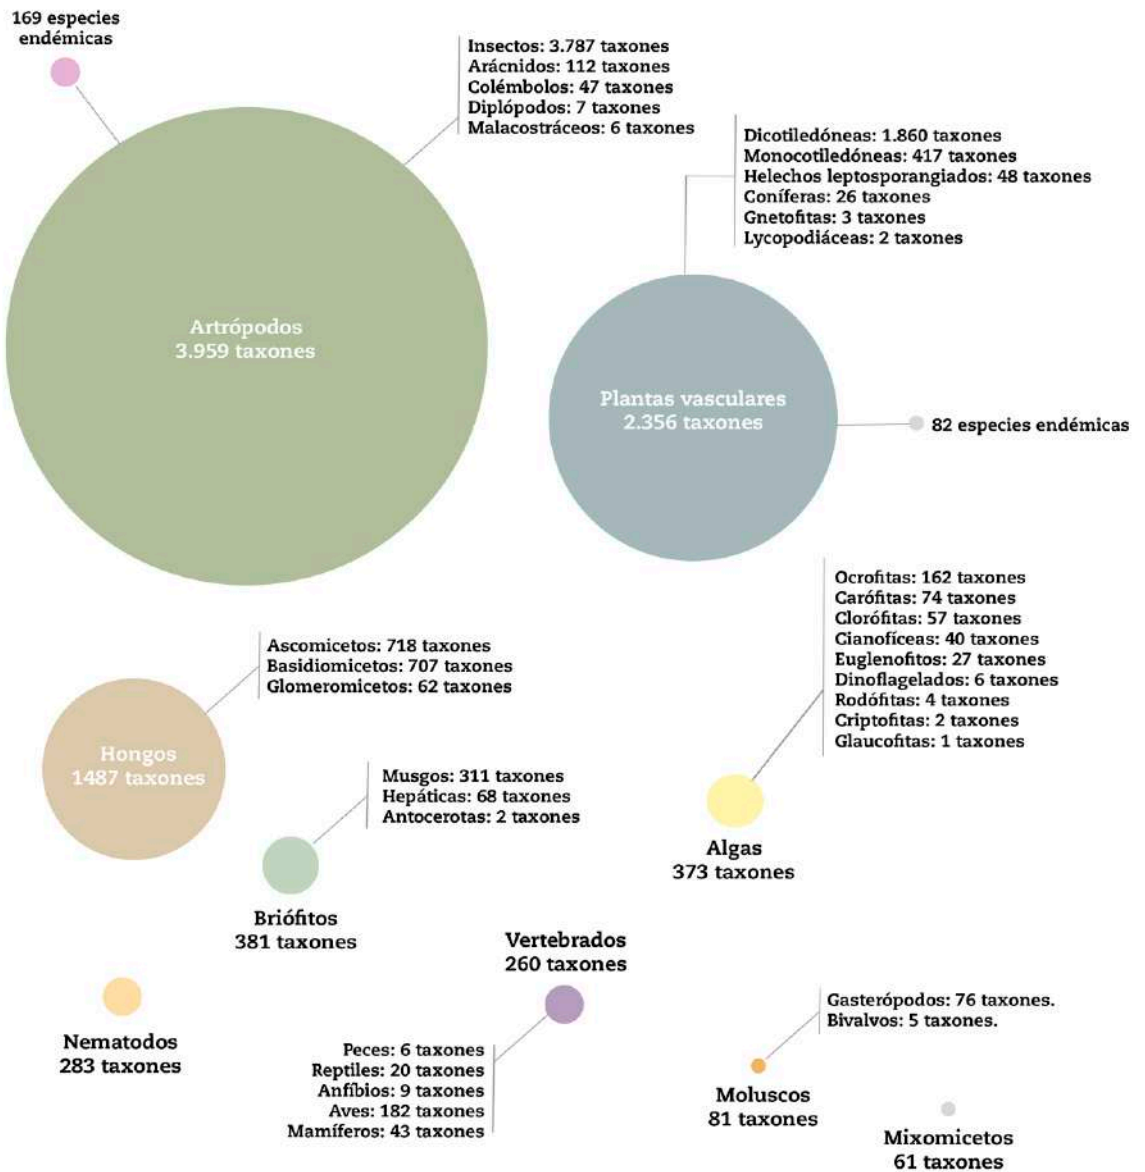 169 especies
endémicas
Insectos: 3.787 taxones
Arácnidos: 112 taxones
Colémbolos: 47 taxones
Diplópodos: 7 taxones
Malacostráceos: 6 taxones
Dicotiledóneas: 1.860 taxones
Monocotiledóneas: 417 taxones
Helechos leptosporangiados: 48 taxones
Coníferas: 26 taxones
Gnetofitas: 3 taxones
Lycopodiáceas: 2 taxones
Artrópodos
3.959 taxones
Plantas vasculares
2.356 taxones
82 especies endémicas
Ocrofitas: 162 taxones
Carófitas: 74 taxones
Clorófitas: 57 taxones
Cianofíceas: 40 taxones
Euglenofitos: 27 taxones
Dinoflagelados: 6 taxones
Rodófitas: 4 taxones
Criptofitas: 2 taxones
Glaucofitas: 1 taxones
Ascomicetos: 718 taxones
Basidiomicetos: 707 taxones
Glomeromicetos: 62 taxones
Hongos
1487 taxones
Musgos: 311 taxones
Hepáticas: 68 taxones
Antocerotas: 2 taxones
Algas
373 taxones
Briófitos
381 taxones
Vertebrados
260 taxones
Nematodos
283 taxones
Peces: 6 taxones
Reptiles: 20 taxones
Anfíbios: 9 taxones
Aves: 182 taxones
Mamíferos: 43 taxones
Gasterópodos: 76 taxones.
Bivalvos: 5 taxones.
Moluscos
81 taxones
Mixomicetos
61 taxones